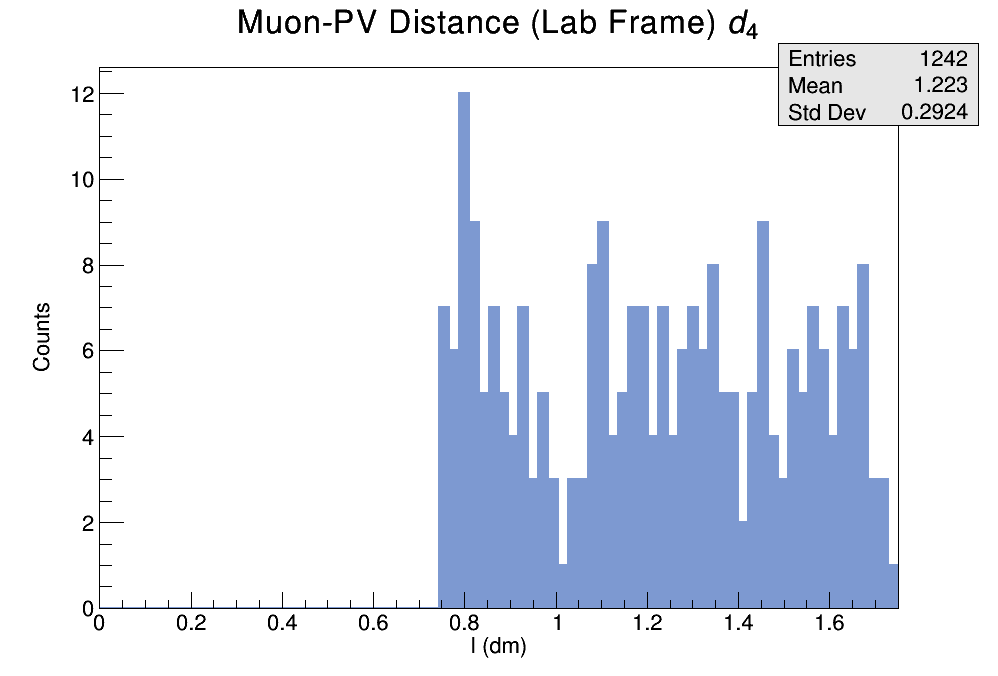 Muon-PV Distance (Lab Frame) d₄
Entries 1242
Mean 1.223
Std Dev 0.2924
12
10
8
6
4
2
0
Counts
0 0.2 0.4 0.6 0.8 1 1.2 1.4 1.6
l (dm)